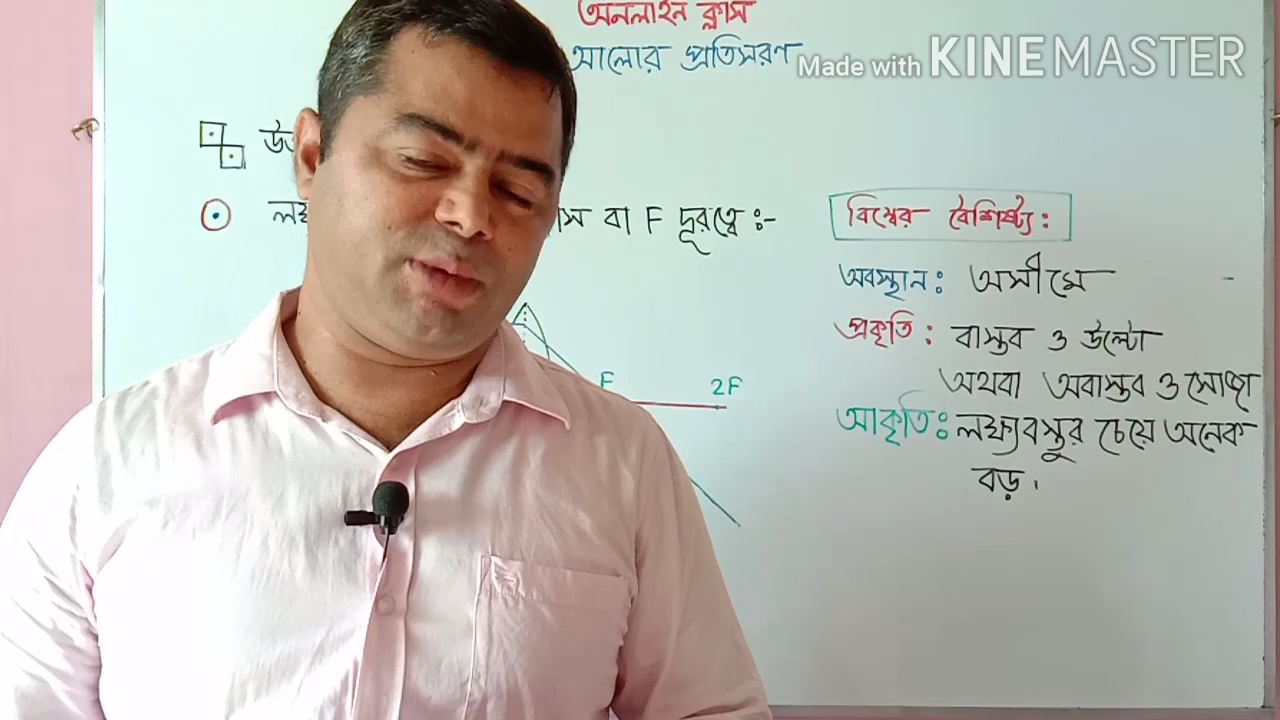 অনলাইন ক্লাস
আলোর প্রতিসরণ
Made with KINEMASTER
বা F দূরত্বে :-
বিম্বের বৈশিষ্ট্য:
অবস্থান: অসীমে
প্রকৃতি: বাস্তব ও উল্টো
অথবা অবাস্তব ও সোজা
আকৃতি: লক্ষ্যবস্তুর চেয়ে অনেক
বড়।
F 2F